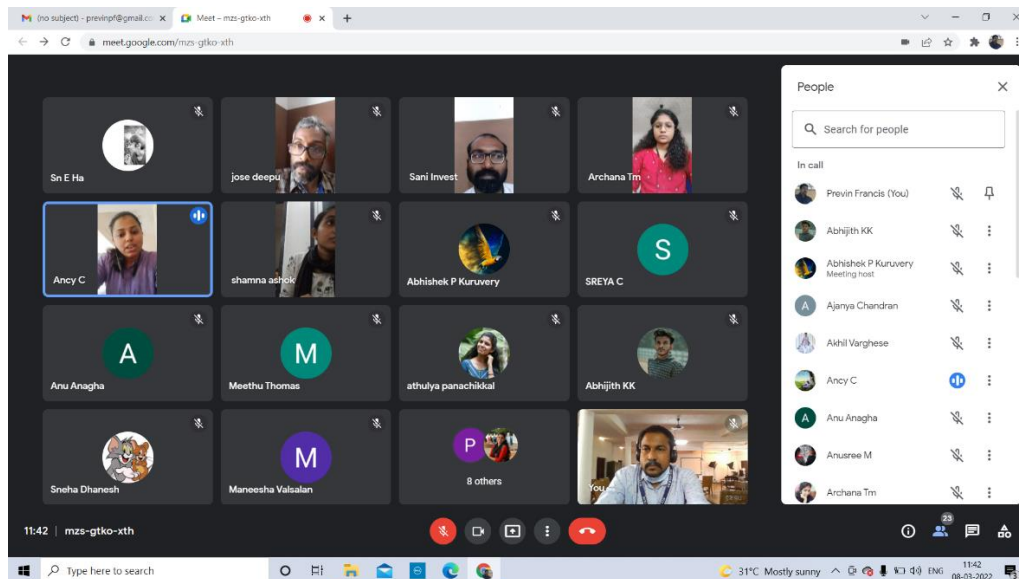 (no subject) - previnpf@gmail.co
Meet – mzs-gtko-xth
meet.google.com/mzs-gtko-xth
Sn E Ha
jose deepu
Sani Invest
Archana Tm
Ancy C
shamna ashok
Abhishek P Kuruvery
S
SREYA C
A
Anu Anagha
M
Meethu Thomas
athulya panachikkal
Abhijith KK
Sneha Dhanesh
M
Maneesha Valsalan
P
8 others
You
People
Search for people
In call
Previn Francis (You)
Abhijith KK
Abhishek P Kuruvery
Meeting host
A
Ajanya Chandran
Akhil Varghese
Ancy C
A
Anu Anagha
Anusree M
Archana Tm
11:42 | mzs-gtko-xth
23
Type here to search
31°C Mostly sunny
ENG
11:42
08-03-2022